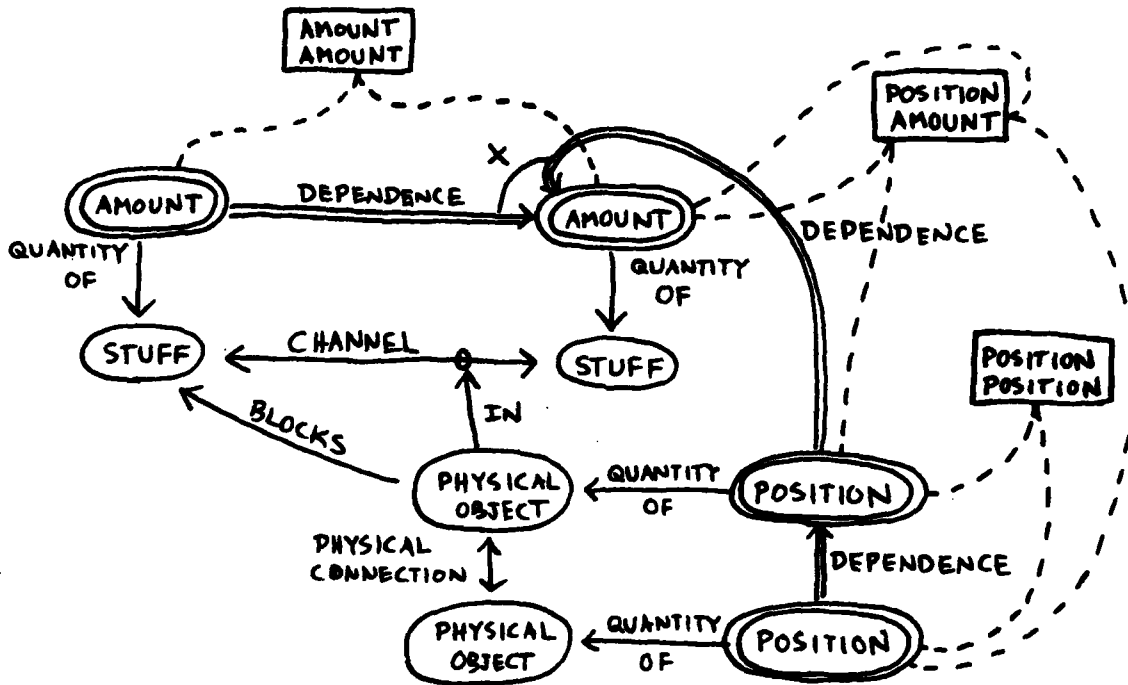 AMOUNT
AMOUNT
POSITION
AMOUNT
X
AMOUNT
DEPENDENCE
AMOUNT
DEPENDENCE
QUANTITY
OF
QUANTITY
OF
STUFF
CHANNEL
STUFF
POSITION
POSITION
BLOCKS
IN
PHYSICAL
OBJECT
QUANTITY
OF
POSITION
PHYSICAL
CONNECTION
DEPENDENCE
PHYSICAL
OBJECT
QUANTITY
OF
POSITION